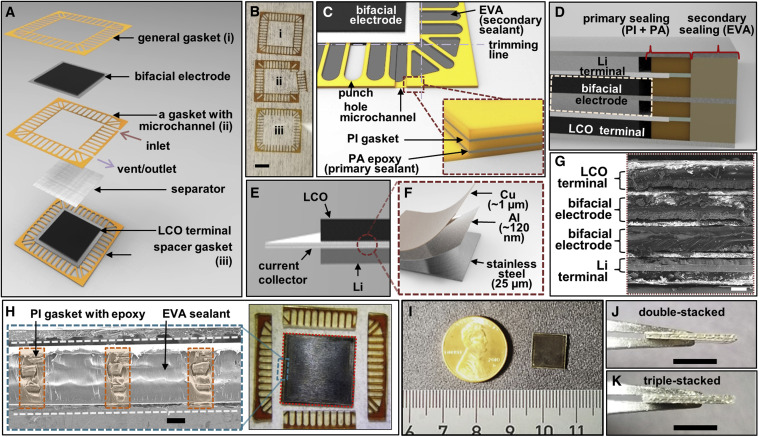 A
general gasket (i)
bifacial electrode
a gasket with
microchannel (ii)
inlet
vent/outlet
separator
LCO terminal
spacer gasket
(iii)
B
i
ii
iii
C
bifacial
electrode
EVA
(secondary
sealant)
trimming
line
punch
hole
microchannel
PI gasket
PA epoxy
(primary sealant)
D
primary sealing
(PI + PA)
secondary
sealing (EVA)
Li
terminal
bifacial
electrode
LCO terminal
E
LCO
current
collector
Li
F
Cu
(~1 µm)
Al
(~120
nm)
stainless
steel
(25 µm)
G
LCO
terminal
bifacial
electrode
bifacial
electrode
Li
terminal
H
PI gasket with epoxy
EVA sealant
I
6 7 8 9 10 11
J
double-stacked
K
triple-stacked